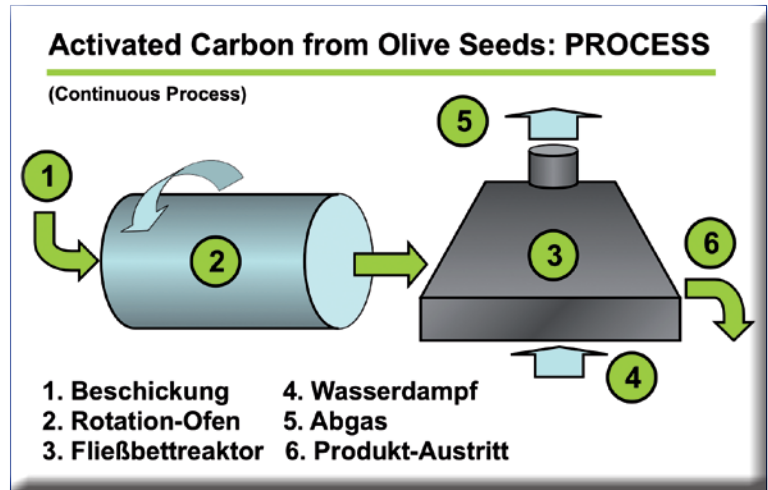 Activated Carbon from Olive Seeds: PROCESS
(Continuous Process)
5
1
2
3
6
4
1. Beschickung
4. Wasserdampf
2. Rotation-Ofen
5. Abgas
3. Fließbettreaktor
6. Produkt-Austritt